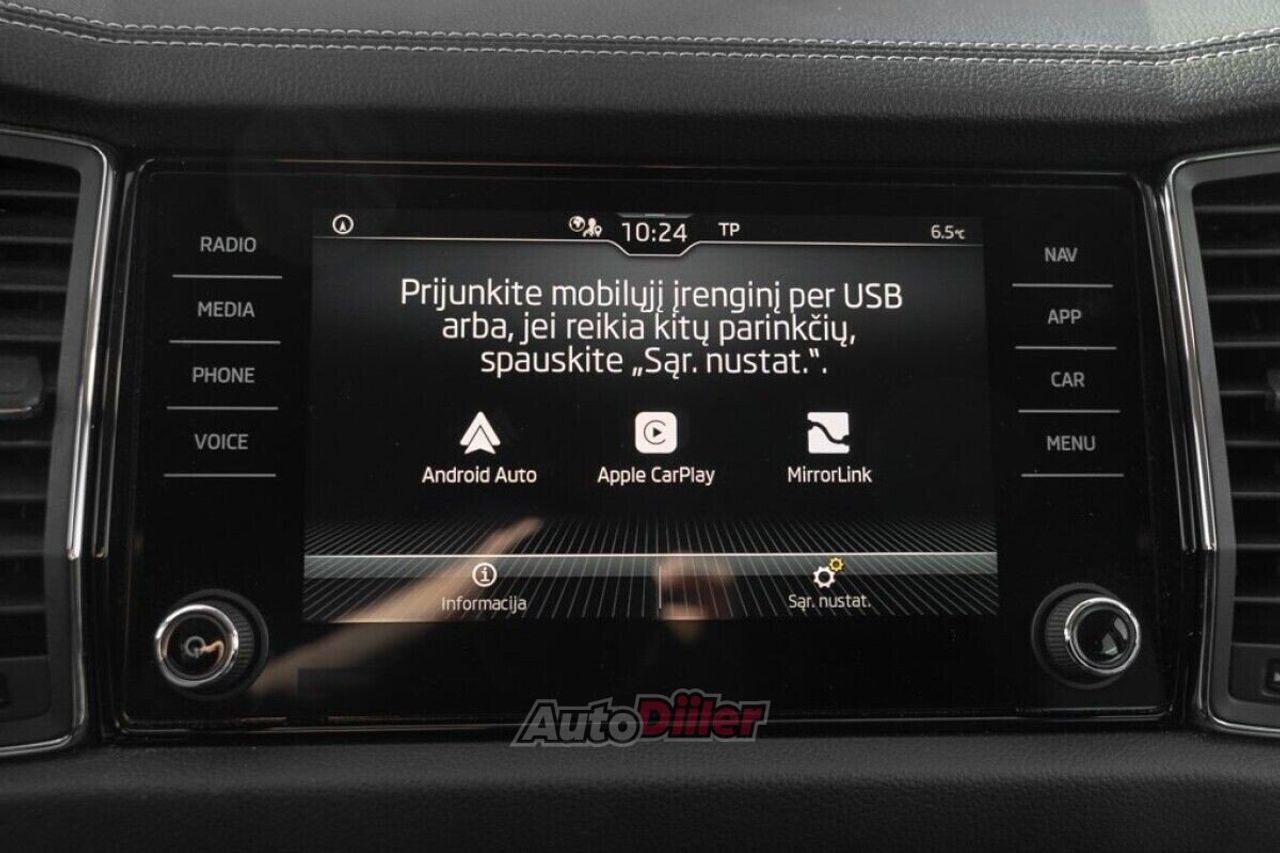 RADIO
MEDIA
PHONE
VOICE
10:24 TP 6.5°C
Prijunkite mobilųjį įrenginį per USB
arba, jei reikia kitų parinkčių,
spauskite „Sąr. nustat.“.
Android Auto Apple CarPlay MirrorLink
Informacija Sąr. nustat.
NAV
APP
CAR
MENU
AutoDiiler